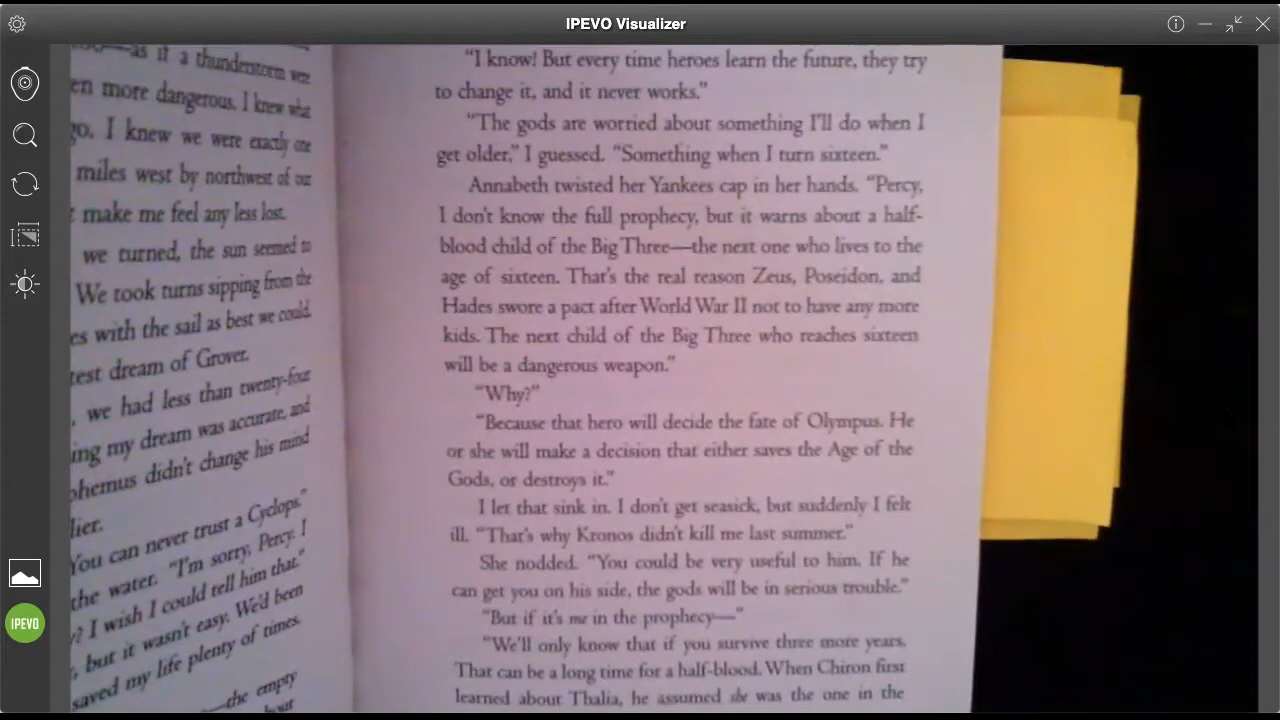 IPEVO Visualizer
as if a thunderstorm were
en more dangerous. I knew what
go. I knew we were exactly one
miles west by northwest of our
t make me feel any less lost.
we turned, the sun seemed to
We took turns sipping from the
es with the sail as best we could.
test dream of Grover.
, we had less than twenty-four
ing my dream was accurate, and
phemus didn't change his mind
lier.
You can never trust a Cyclops."
the water. "I'm sorry, Percy. I
? I wish I could tell him that."
, but it wasn't easy. We'd been
saved my life plenty of times.
—the empty
"I know! But every time heroes learn the future, they try
to change it, and it never works."
"The gods are worried about something I'll do when I
get older," I guessed. "Something when I turn sixteen."
Annabeth twisted her Yankees cap in her hands. "Percy,
I don't know the full prophecy, but it warns about a half-
blood child of the Big Three—the next one who lives to the
age of sixteen. That's the real reason Zeus, Poseidon, and
Hades swore a pact after World War II not to have any more
kids. The next child of the Big Three who reaches sixteen
will be a dangerous weapon."
"Why?"
"Because that hero will decide the fate of Olympus. He
or she will make a decision that either saves the Age of the
Gods, or destroys it."
I let that sink in. I don't get seasick, but suddenly I felt
ill. "That's why Kronos didn't kill me last summer."
She nodded. "You could be very useful to him. If he
can get you on his side, the gods will be in serious trouble."
"But if it's me in the prophecy—"
"We'll only know that if you survive three more years.
That can be a long time for a half-blood. When Chiron first
learned about Thalia, he assumed she was the one in the
IPEVO